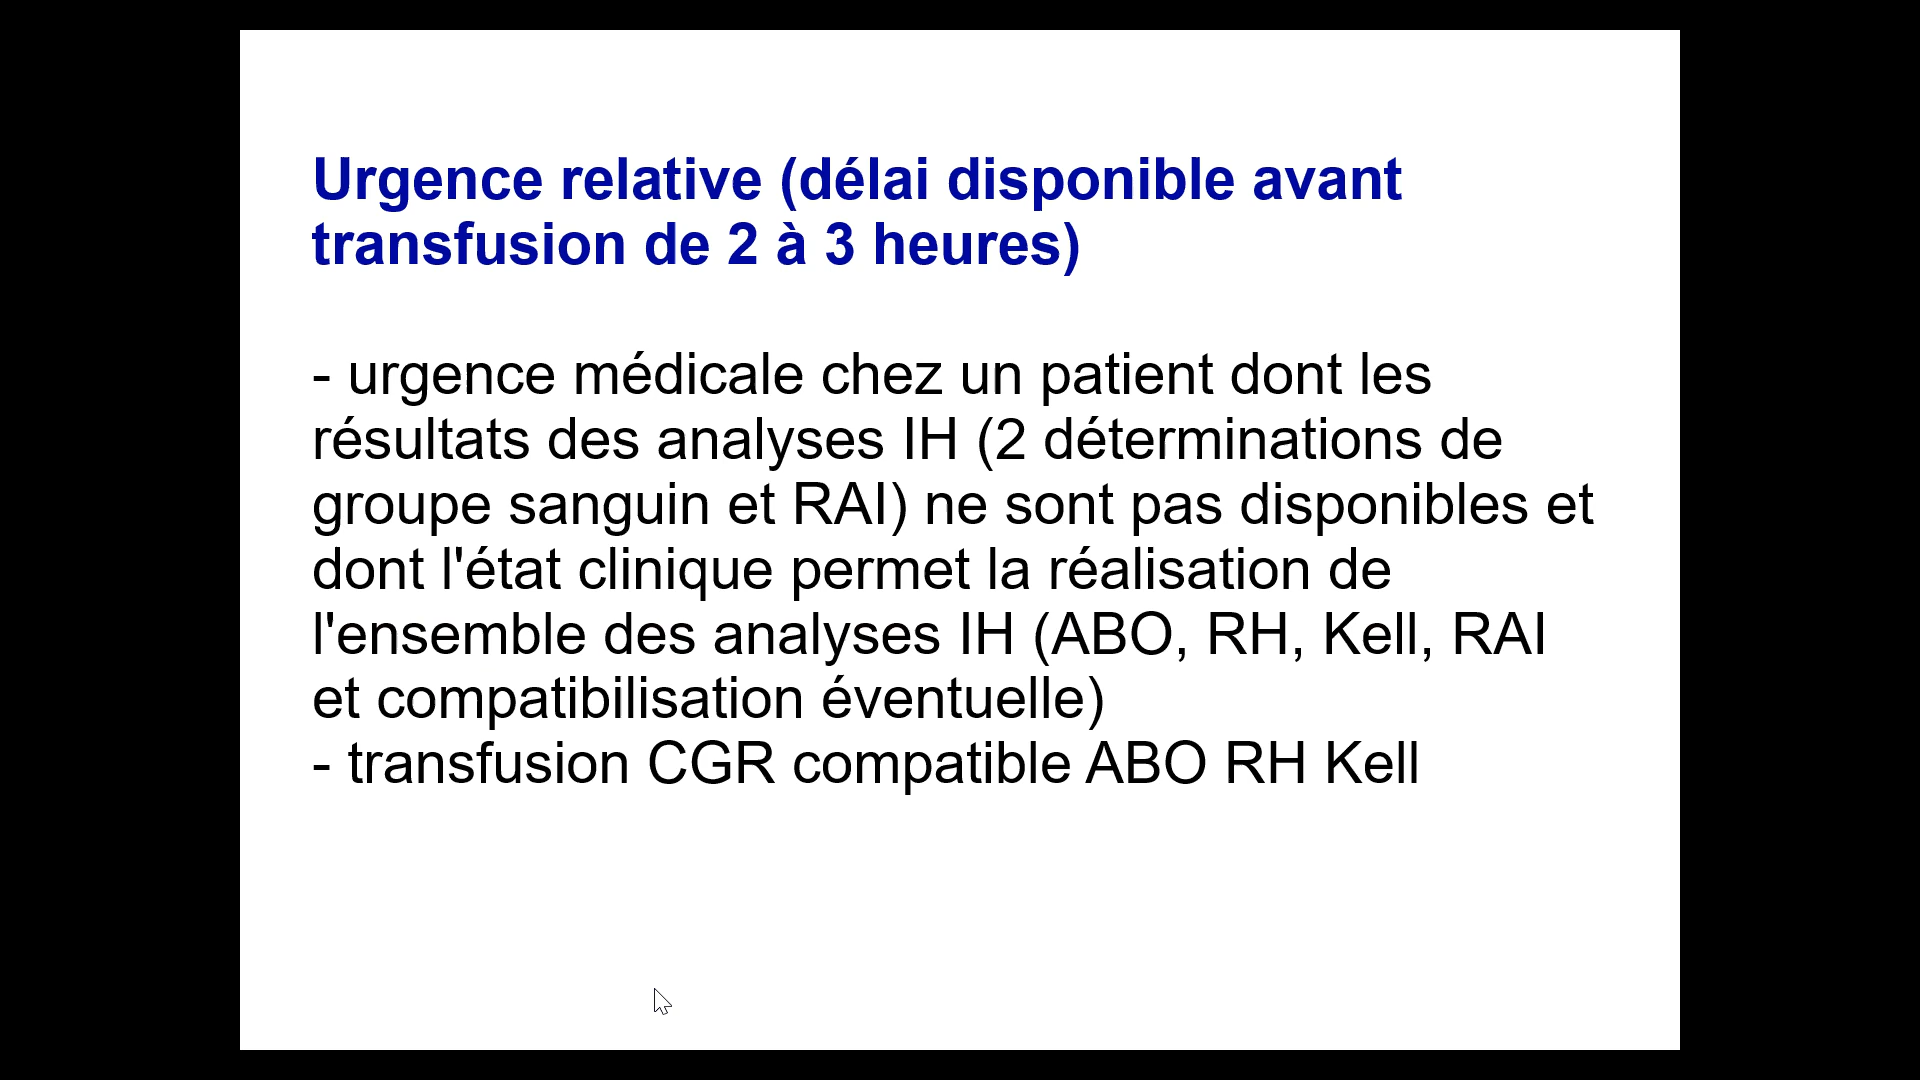 Urgence relative (délai disponible avant
transfusion de 2 à 3 heures)
- urgence médicale chez un patient dont les
résultats des analyses IH (2 déterminations de
groupe sanguin et RAI) ne sont pas disponibles et
dont l'état clinique permet la réalisation de
l'ensemble des analyses IH (ABO, RH, Kell, RAI
et compatibilisation éventuelle)
- transfusion CGR compatible ABO RH Kell